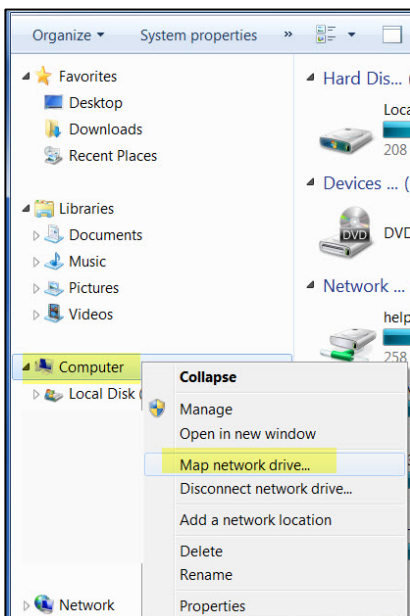 Organize System properties »
Favorites
Desktop
Downloads
Recent Places
Libraries
Documents
Music
Pictures
Videos
Computer
Local Disk (
Network
Hard Dis... (
Loca
208
Devices ... (
DVD
DVD
Network ...
help
258
Collapse
Manage
Open in new window
Map network drive...
Disconnect network drive...
Add a network location
Delete
Rename
Properties